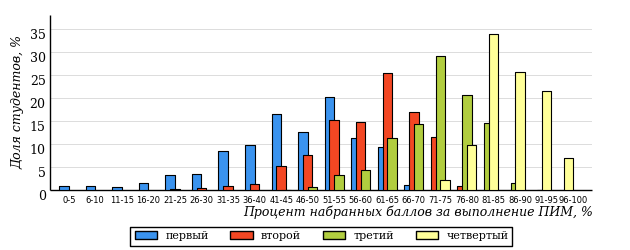 Доля студентов, %
35
30
25
20
15
10
5
0
0-5 6-10 11-15 16-20 21-25 26-30 31-35 36-40 41-45 46-50 51-55 56-60 61-65 66-70 71-75 76-80 81-85 86-90 91-95 96-100
Процент набранных баллов за выполнение ПИМ, %
первый второй третий четвертый